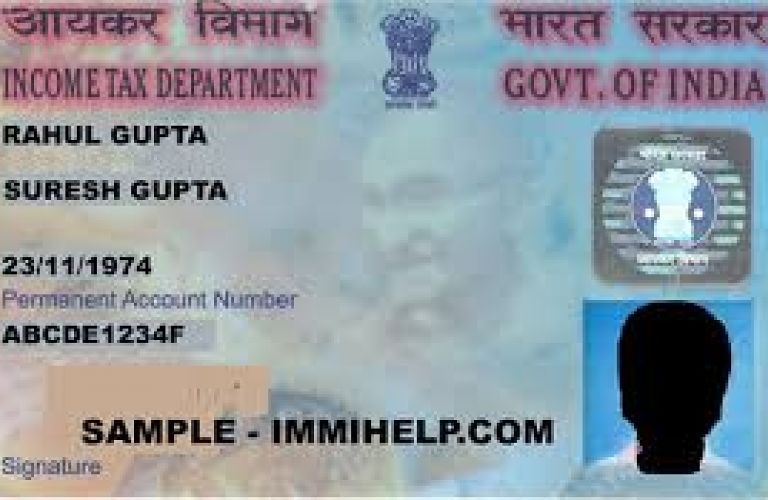 आयकर विभाग भारत सरकार
INCOME TAX DEPARTMENT GOVT. OF INDIA
RAHUL GUPTA
SURESH GUPTA
23/11/1974
Permanent Account Number
ABCDE1234F
SAMPLE - IMMIHELP.COM
Signature